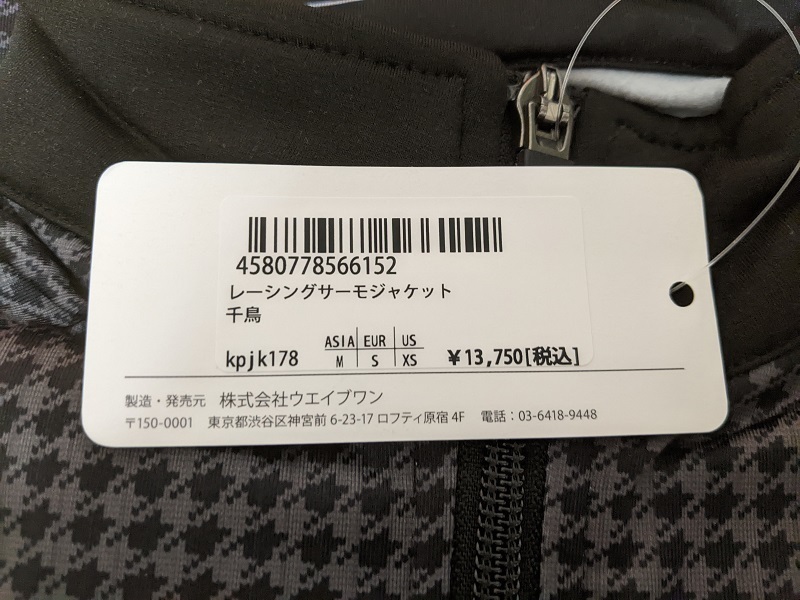 4580778566152
レーシングサーモジャケット
千鳥
kpjk178 ASIA EUR US ¥13,750[税込]
M S XS
製造・発売元 株式会社ウエイブワン
〒150-0001 東京都渋谷区神宮前 6-23-17 ロフティ原宿 4F 電話：03-6418-9448